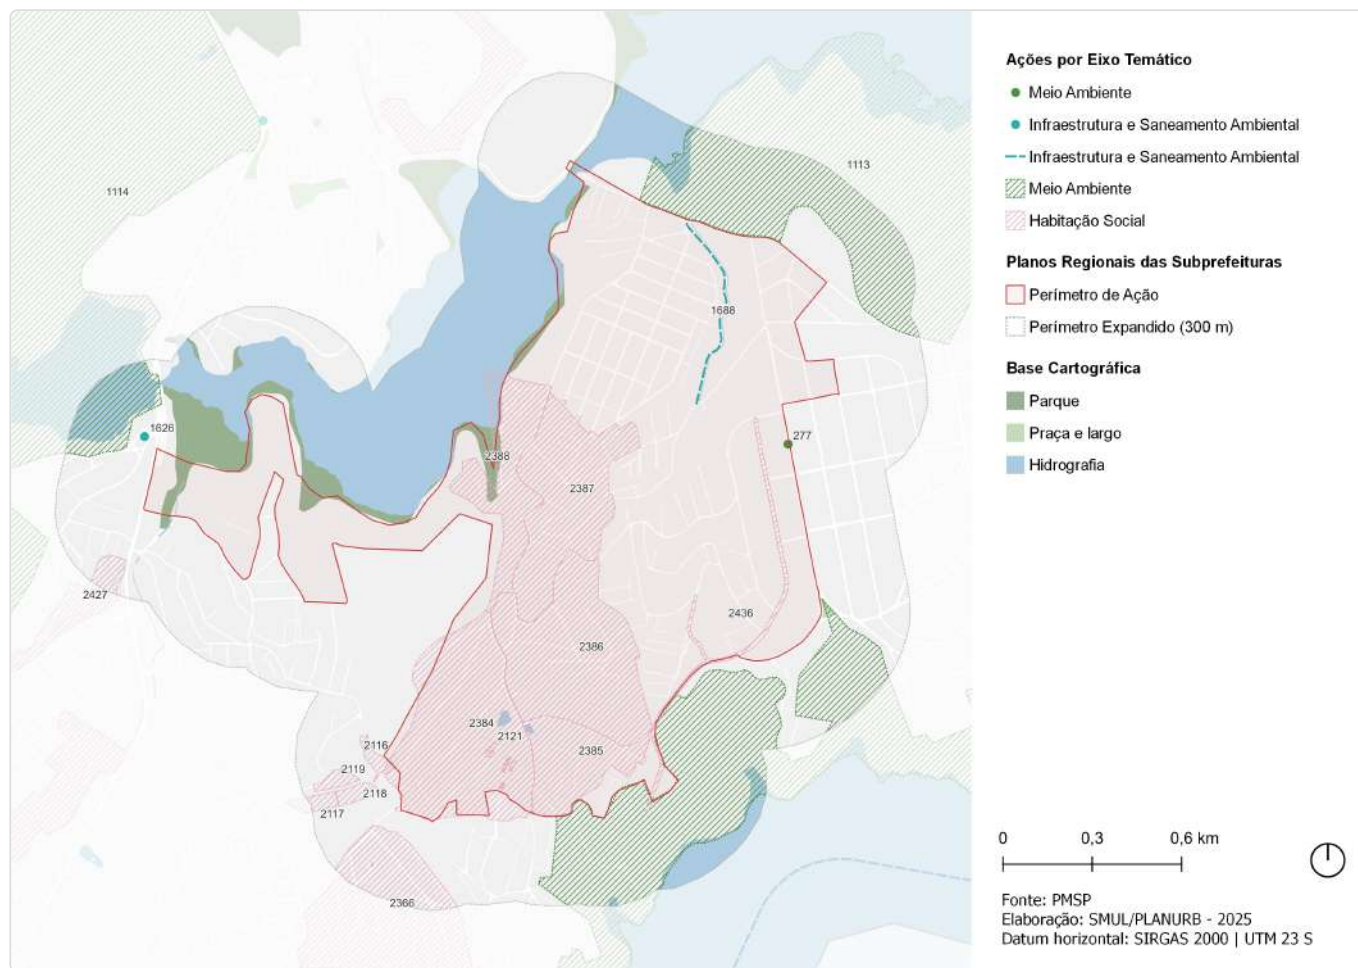 Ações por Eixo Temático
Meio Ambiente
Infraestrutura e Saneamento Ambiental
Infraestrutura e Saneamento Ambiental
Meio Ambiente
Habitação Social
Planos Regionais das Subprefeituras
Perímetro de Ação
Perímetro Expandido (300 m)
Base Cartográfica
Parque
Praça e largo
Hidrografia
0 0,3 0,6 km
Fonte: PMSP
Elaboração: SMUL/PLANURB - 2025
Datum horizontal: SIRGAS 2000 | UTM 23 S
1113
1114
1688
1626
277
2388
2387
2427
2436
2386
2384
2121
2116
2385
2119
2118
2117
2366